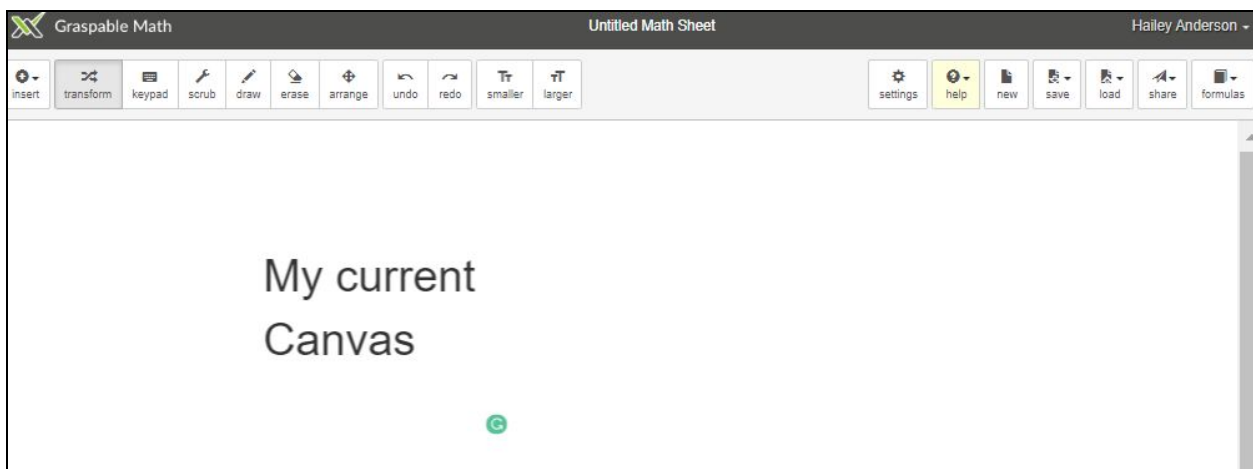 Graspable Math Untitled Math Sheet Hailey Anderson
insert transform keypad scrub draw erase arrange undo redo smaller larger settings help new save load share formulas
My current
Canvas